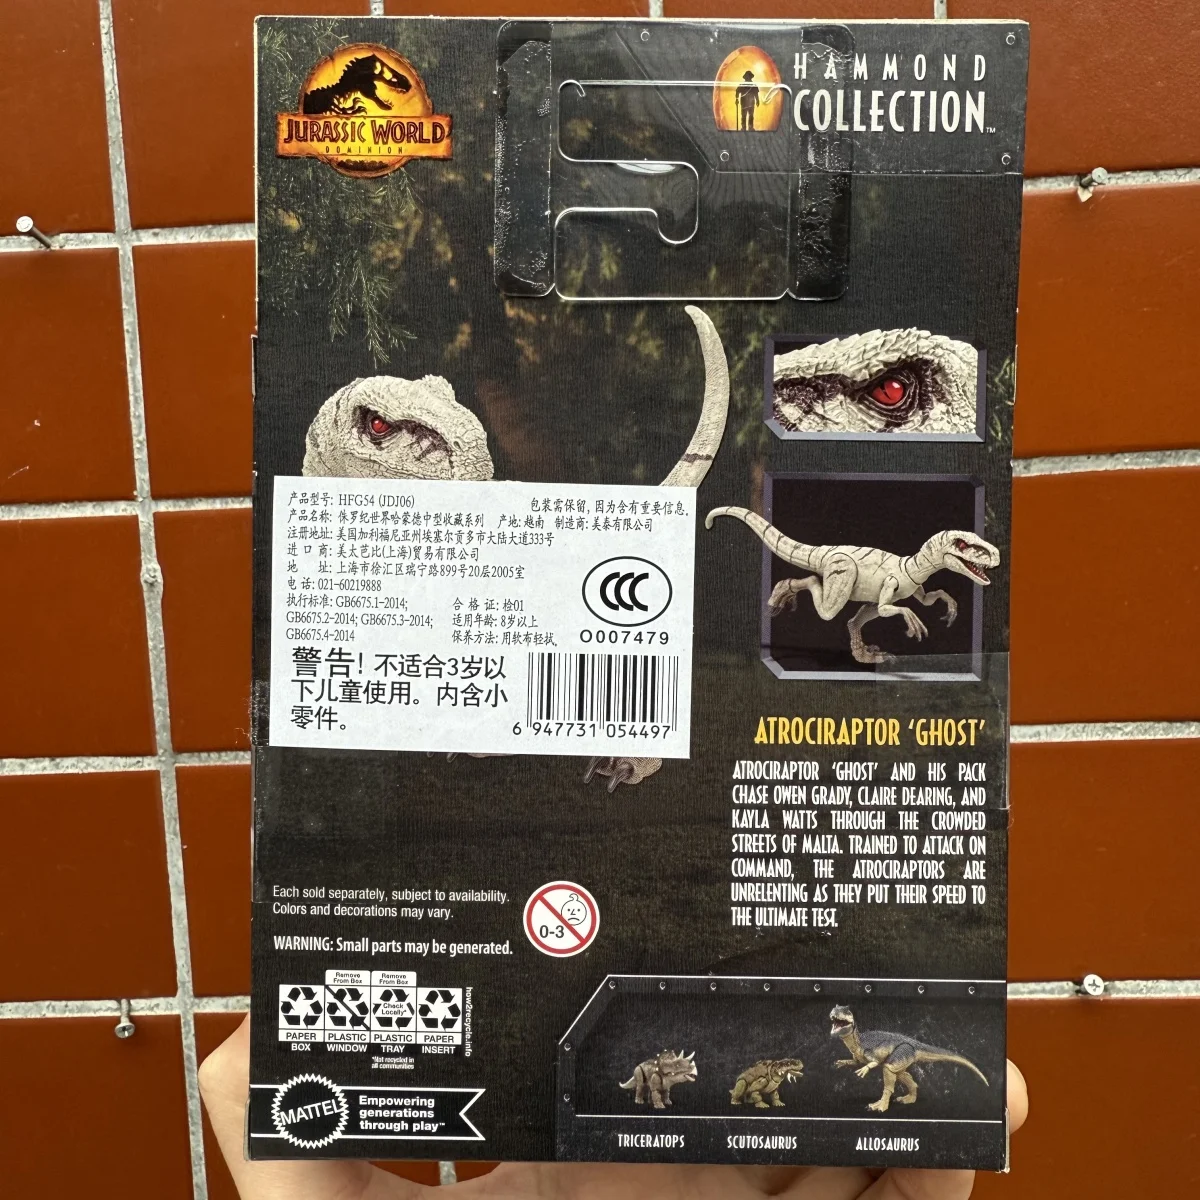 JURASSIC WORLD
DOMINION
HAMMOND
COLLECTION™
产品型号: HFG54 (JDJ06)
包装需保留, 因为含有重要信息。
产品名称: 侏罗纪世界哈蒙德中型收藏系列 产地: 越南 制造商: 美泰有限公司
注册地址: 美国加利福尼亚州埃塞尔贡多市大陆大道333号
进 口 商: 美太芭比(上海)贸易有限公司
地 址: 上海市徐汇区瑞宁路899号20层2005室
电 话: 021-60219888
执行标准: GB6675.1-2014;
GB6675.2-2014; GB6675.3-2014;
GB6675.4-2014
合 格 证: 检01
适用年龄: 8岁以上
保养方法: 用软布轻拭。
CCC
O007479
警告! 不适合3岁以
下儿童使用。内含小
零件。
6 947731 054497
ATROCIRAPTOR ‘GHOST’
ATROCIRAPTOR ‘GHOST’ AND HIS PACK
CHASE OWEN GRADY, CLAIRE DEARING, AND
KAYLA WATTS THROUGH THE CROWDED
STREETS OF MALTA. TRAINED TO ATTACK ON
COMMAND, THE ATROCIRAPTORS ARE
UNRELENTING AS THEY PUT THEIR SPEED TO
THE ULTIMATE TEST.
Each sold separately, subject to availability.
Colors and decorations may vary.
0-3
WARNING: Small parts may be generated.
Remove
From Box
Remove
From Box
Check
Locally*
PAPER
BOX
PLASTIC
WINDOW
PLASTIC
TRAY
PAPER
INSERT
*Not recycled in
all communities
how2recycle.info
MATTEL
Empowering
generations
through play™
TRICERATOPS
SCUTOSAURUS
ALLOSAURUS